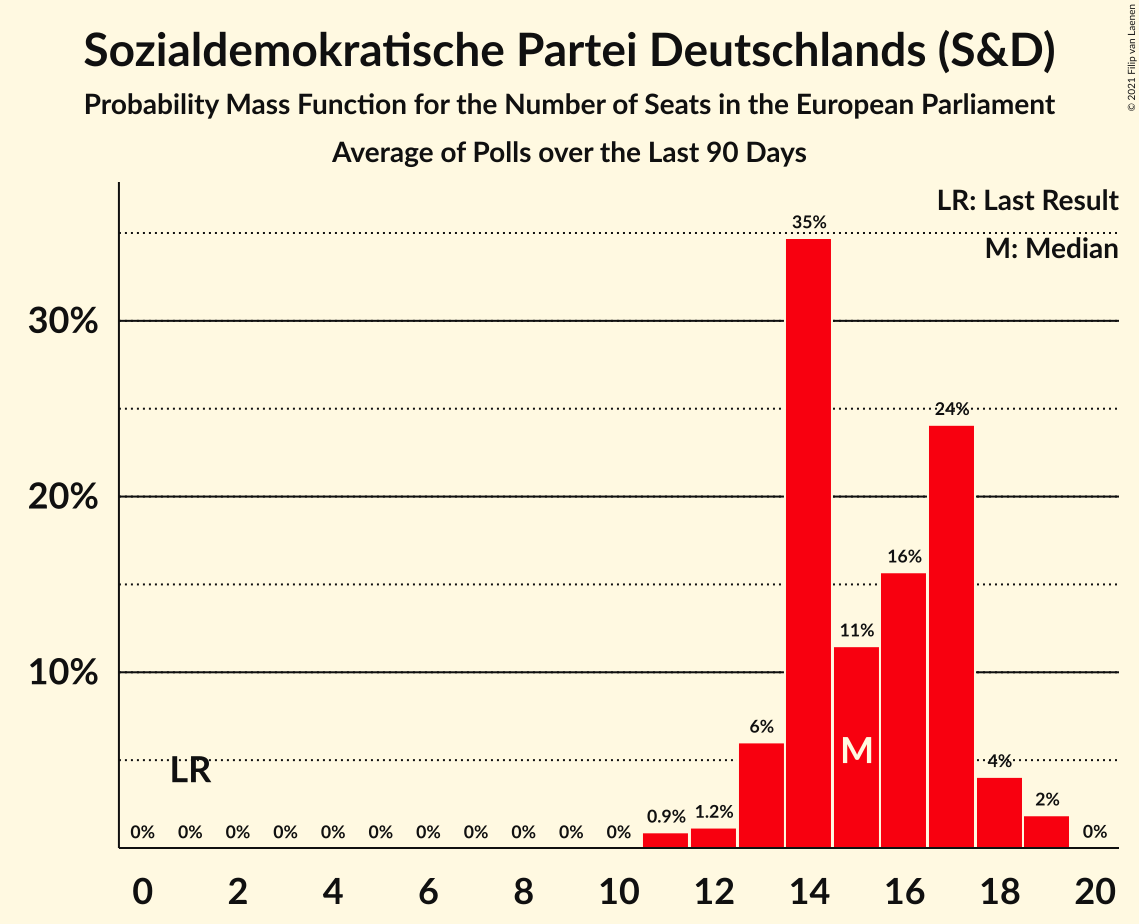 Sozialdemokratische Partei Deutschlands (S&D)
Probability Mass Function for the Number of Seats in the European Parliament
Average of Polls over the Last 90 Days
© 2021 Filip van Laenen
LR: Last Result
M: Median
35%
30%
24%
20%
16%
11%
10%
6%
M
LR
4%
2%
0% 0% 0% 0% 0% 0% 0% 0% 0% 0% 0% 0.9% 1.2% 0%
0 2 4 6 8 10 12 14 16 18 20